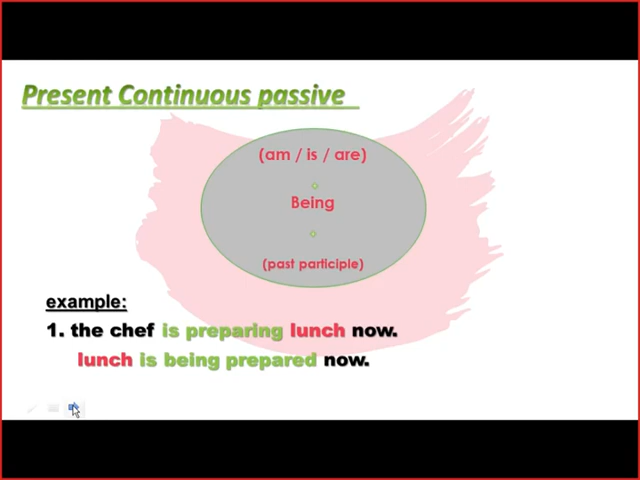 Present Continuous passive
(am / is / are)
+
Being
+
(past participle)
example:
1. the chef is preparing lunch now.
lunch is being prepared now.